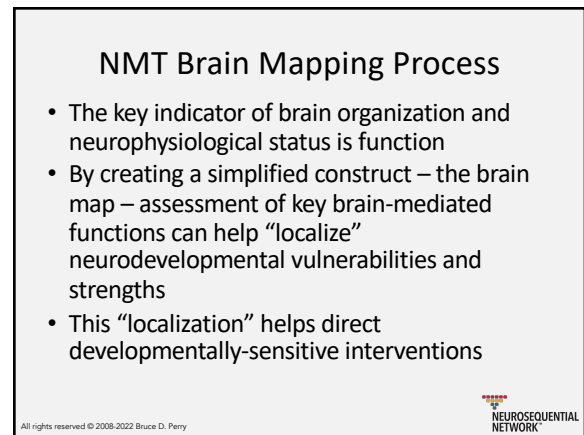 NMT Brain Mapping Process
• The key indicator of brain organization and
neurophysiological status is function
• By creating a simplified construct – the brain
map – assessment of key brain-mediated
functions can help “localize”
neurodevelopmental vulnerabilities and
strengths
• This “localization” helps direct
developmentally-sensitive interventions
All rights reserved © 2008-2022 Bruce D. Perry
NEUROSEQUENTIAL
NETWORK™